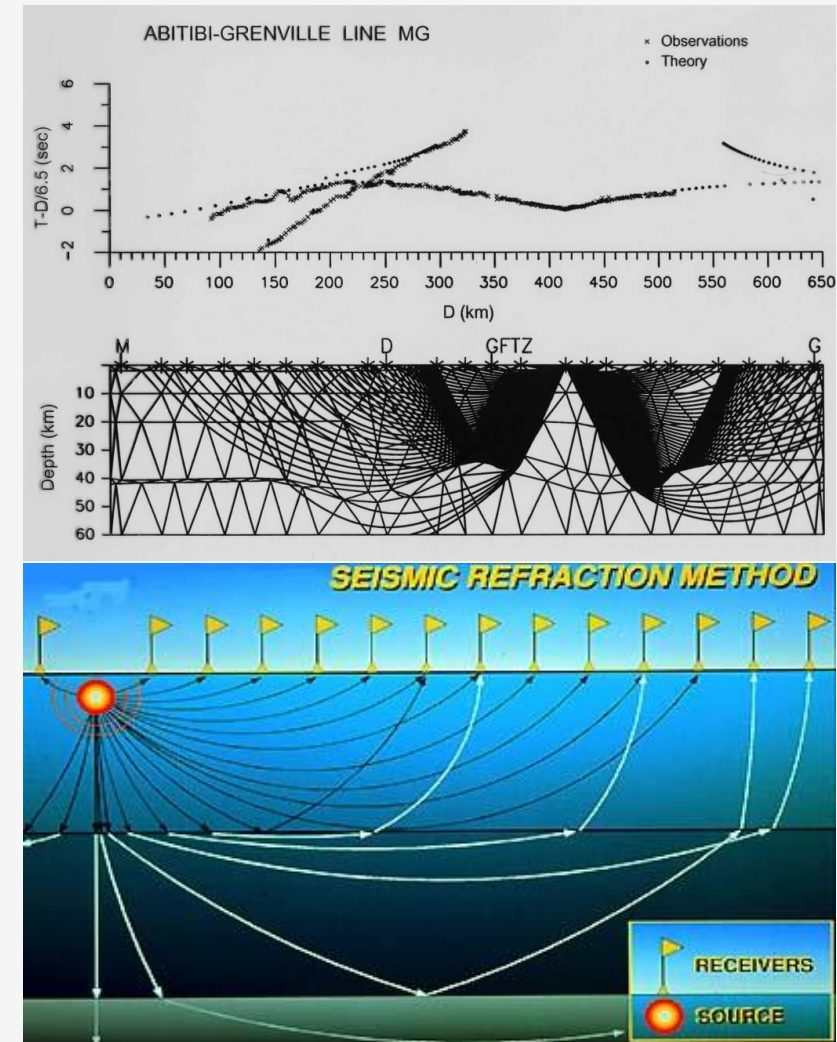 ABITIBI-GRENVILLE LINE MG
× Observations
• Theory
T-D/6.5 (sec)
6
4
2
0
-2
0 50 100 150 200 250 300 350 400 450 500 550 600 650
D (km)
M D GFTZ G
Depth (km)
10
20
30
40
50
60
SEISMIC REFRACTION METHOD
RECEIVERS
SOURCE